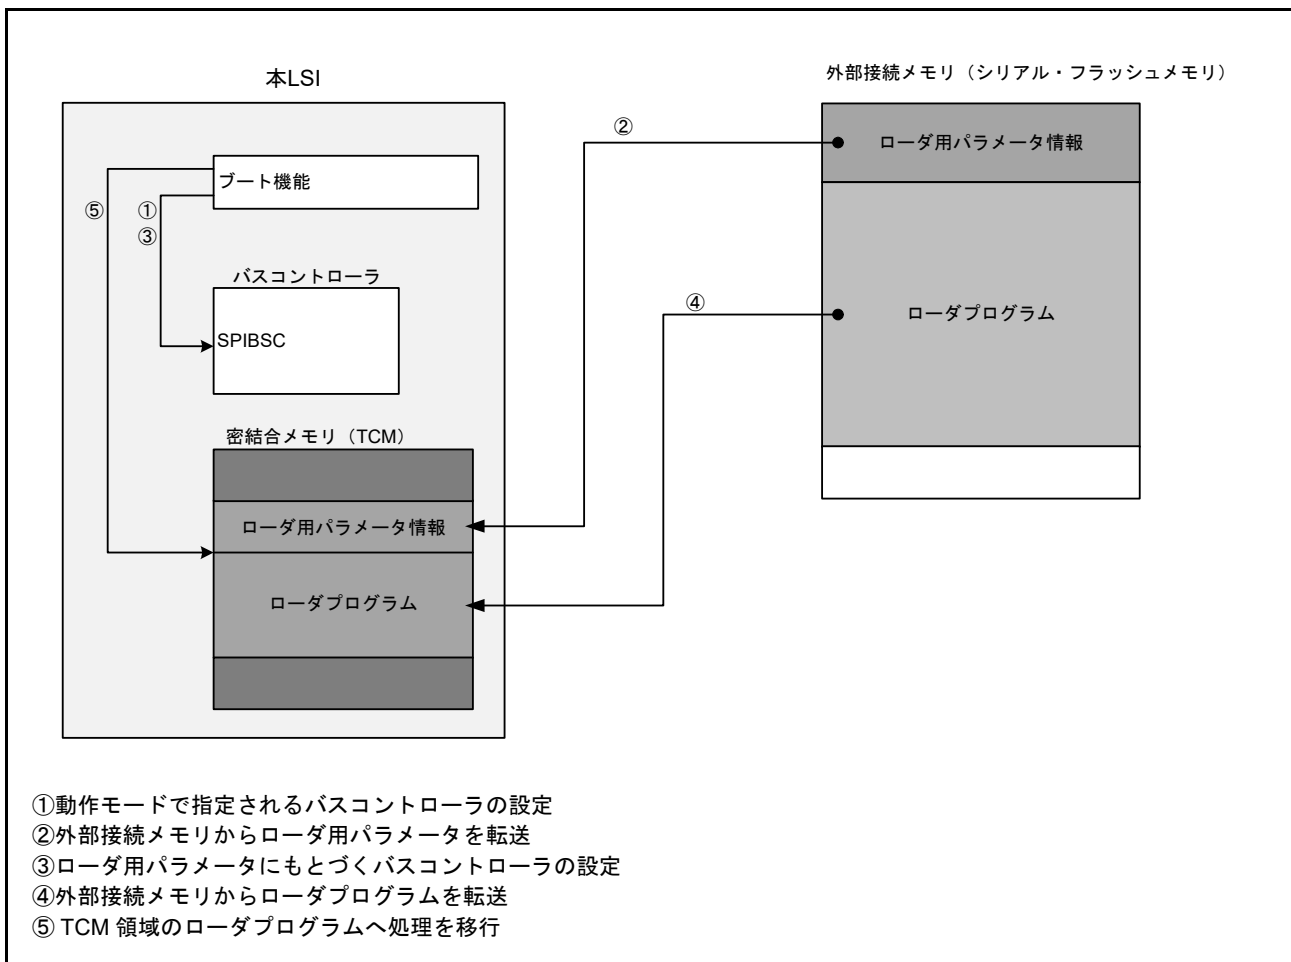 本LSI
外部接続メモリ（シリアル・フラッシュメモリ）
②
ローダ用パラメータ情報
ブート機能
⑤
①
③
バスコントローラ
SPIBSC
④
ローダプログラム
密結合メモリ（TCM）
ローダ用パラメータ情報
ローダプログラム
①動作モードで指定されるバスコントローラの設定
②外部接続メモリからローダ用パラメータを転送
③ローダ用パラメータにもとづくバスコントローラの設定
④外部接続メモリからローダプログラムを転送
⑤ TCM 領域のローダプログラムへ処理を移行